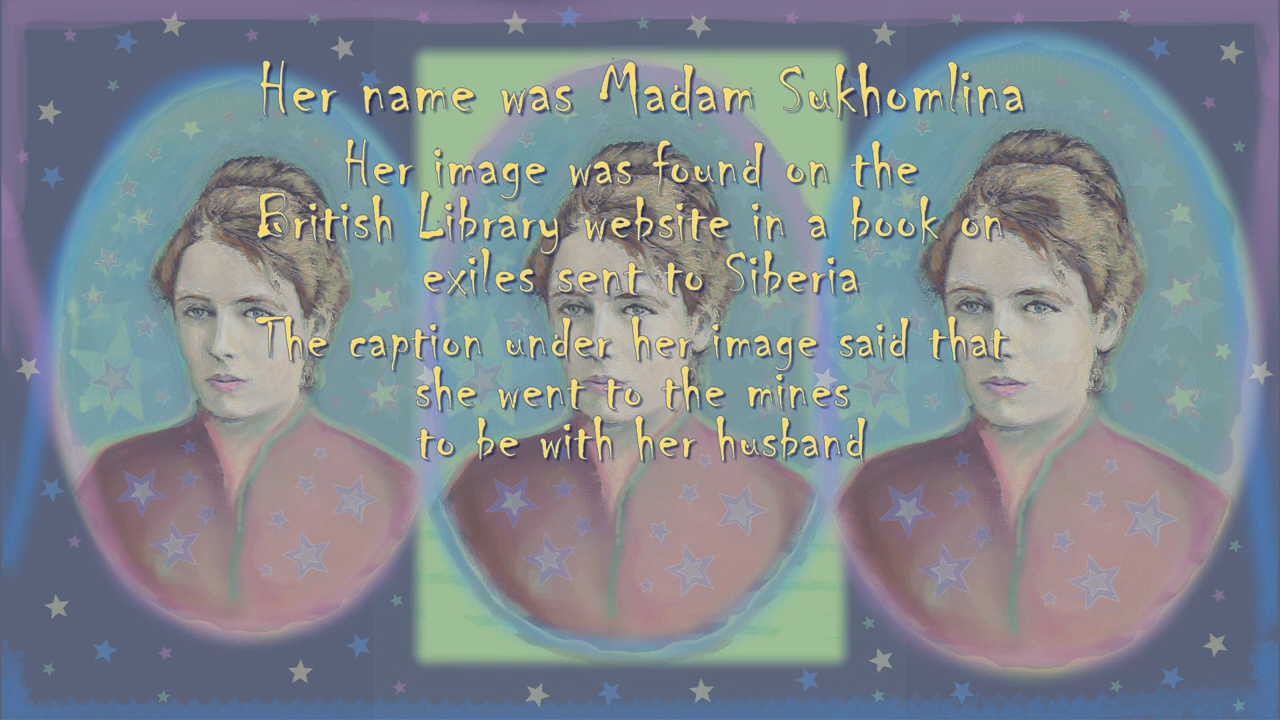 Her name was Madam Sukhomlina
Her image was found on the
British Library website in a book on
exiles sent to Siberia
The caption under her image said that
she went to the mines
to be with her husband